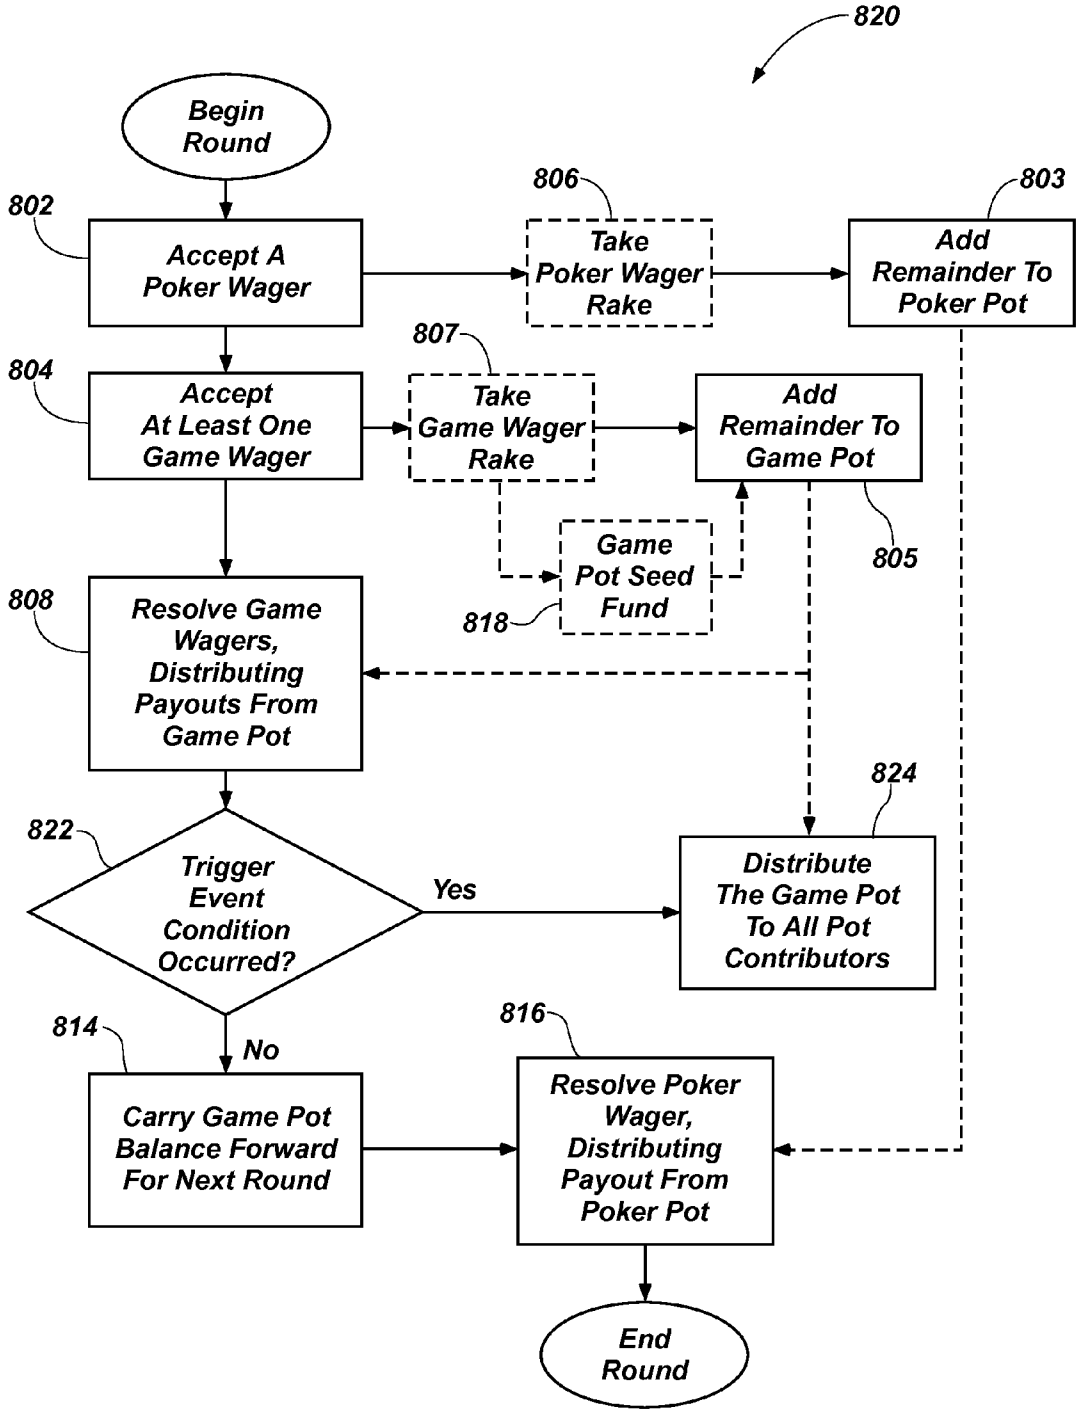 820
Begin
Round
802
Accept A
Poker Wager
806
Take
Poker Wager
Rake
803
Add
Remainder To
Poker Pot
804
Accept
At Least One
Game Wager
807
Take
Game Wager
Rake
Add
Remainder To
Game Pot
805
Game
Pot Seed
Fund
818
808
Resolve Game
Wagers,
Distributing
Payouts From
Game Pot
822
Trigger
Event
Condition
Occurred?
Yes
824
Distribute
The Game Pot
To All Pot
Contributors
No
814
Carry Game Pot
Balance Forward
For Next Round
816
Resolve Poker
Wager,
Distributing
Payout From
Poker Pot
End
Round